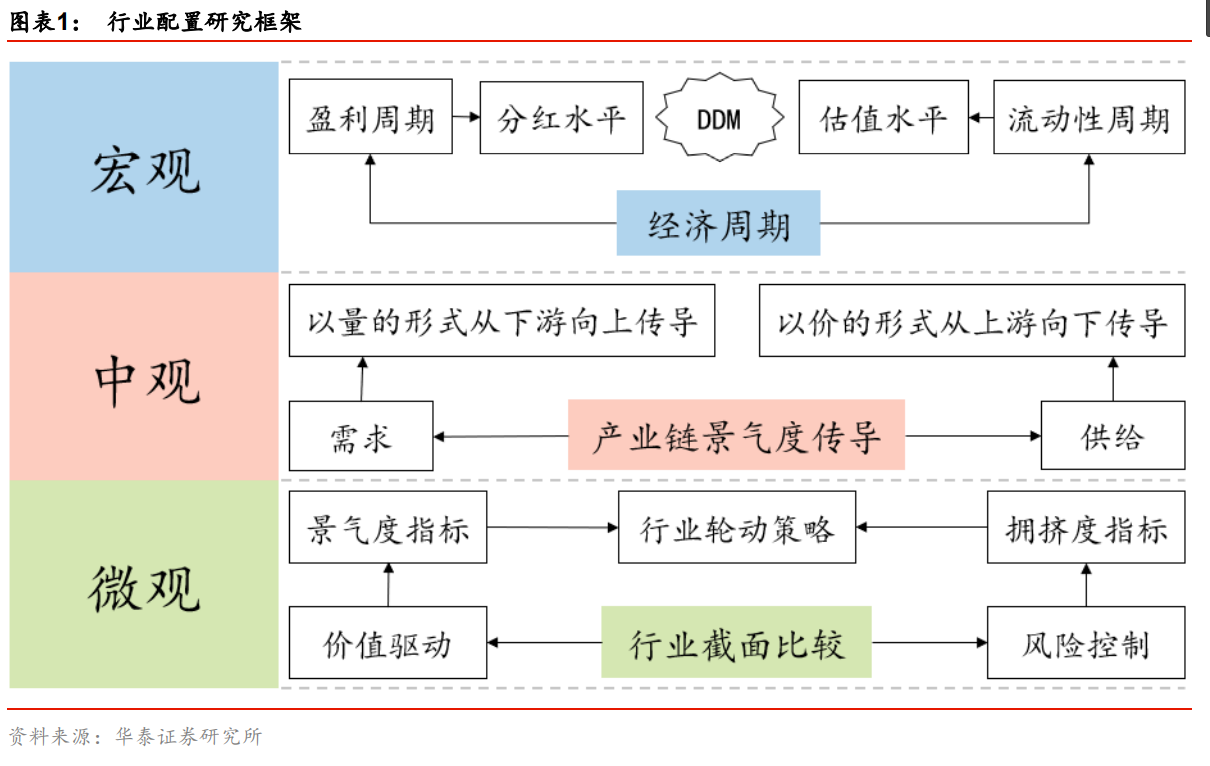 图表1： 行业配置研究框架
宏观
盈利周期
分红水平
DDM
估值水平
流动性周期
经济周期
中观
以量的形式从下游向上传导
以价的形式从上游向下传导
需求
产业链景气度传导
供给
微观
景气度指标
行业轮动策略
拥挤度指标
价值驱动
行业截面比较
风险控制
资料来源：华泰证券研究所